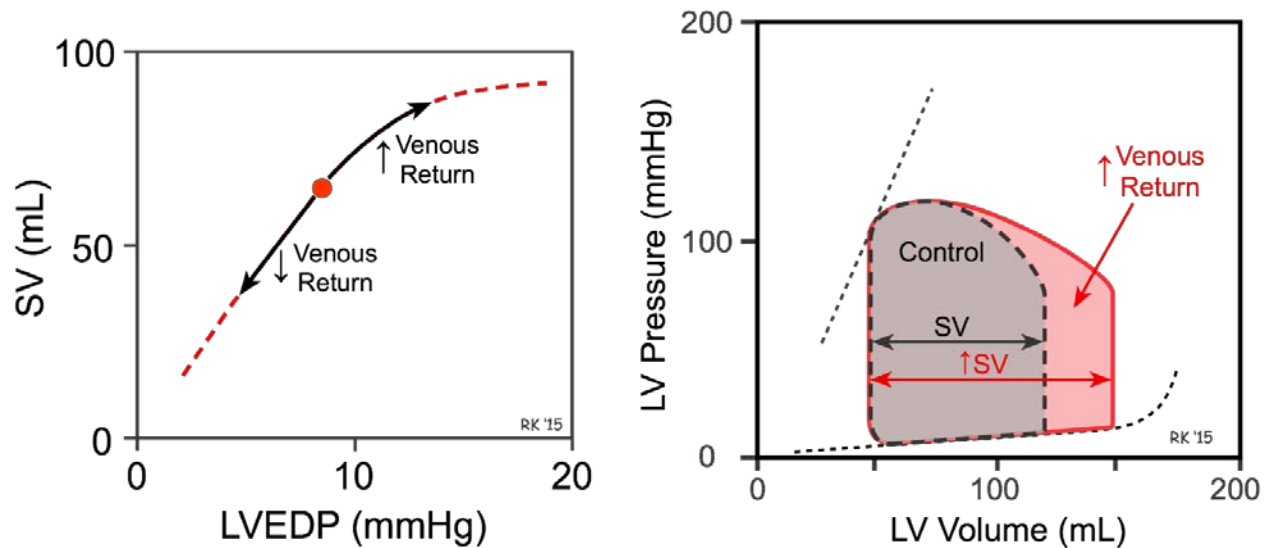 100
50
0
SV (mL)
↑ Venous
Return
↓ Venous
Return
RK '15
0
10
20
LVEDP (mmHg)
200
100
0
LV Pressure (mmHg)
↑ Venous
Return
Control
SV
↑SV
RK '15
0
100
200
LV Volume (mL)